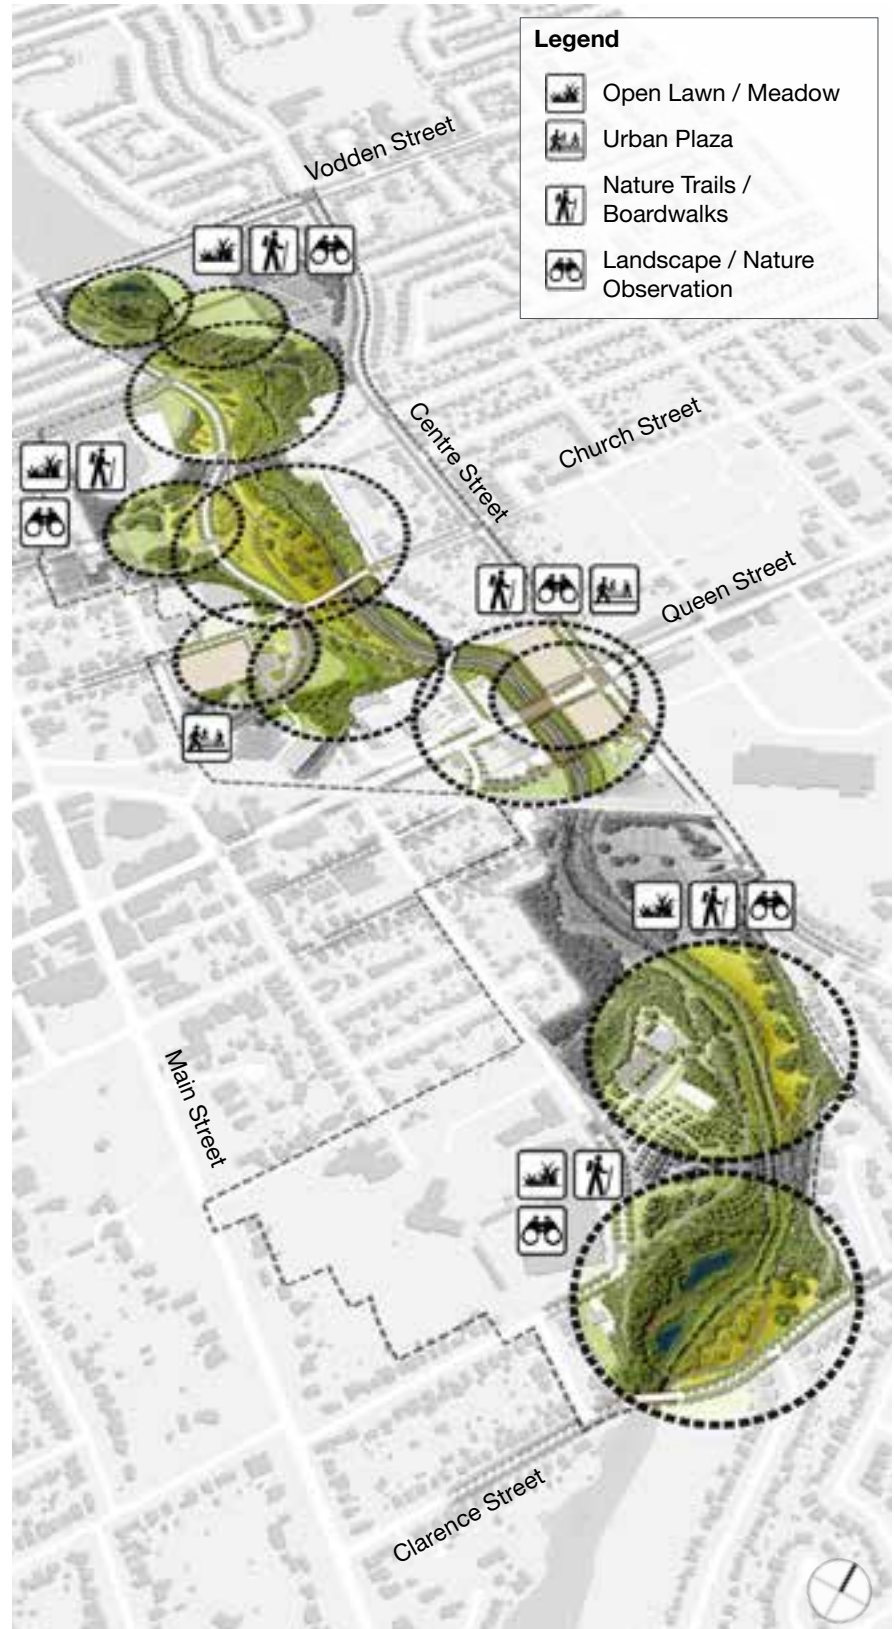 Legend
Open Lawn / Meadow
Urban Plaza
Nature Trails /
Boardwalks
Landscape / Nature
Observation
Vodden Street
Centre Street
Church Street
Queen Street
Main Street
Clarence Street